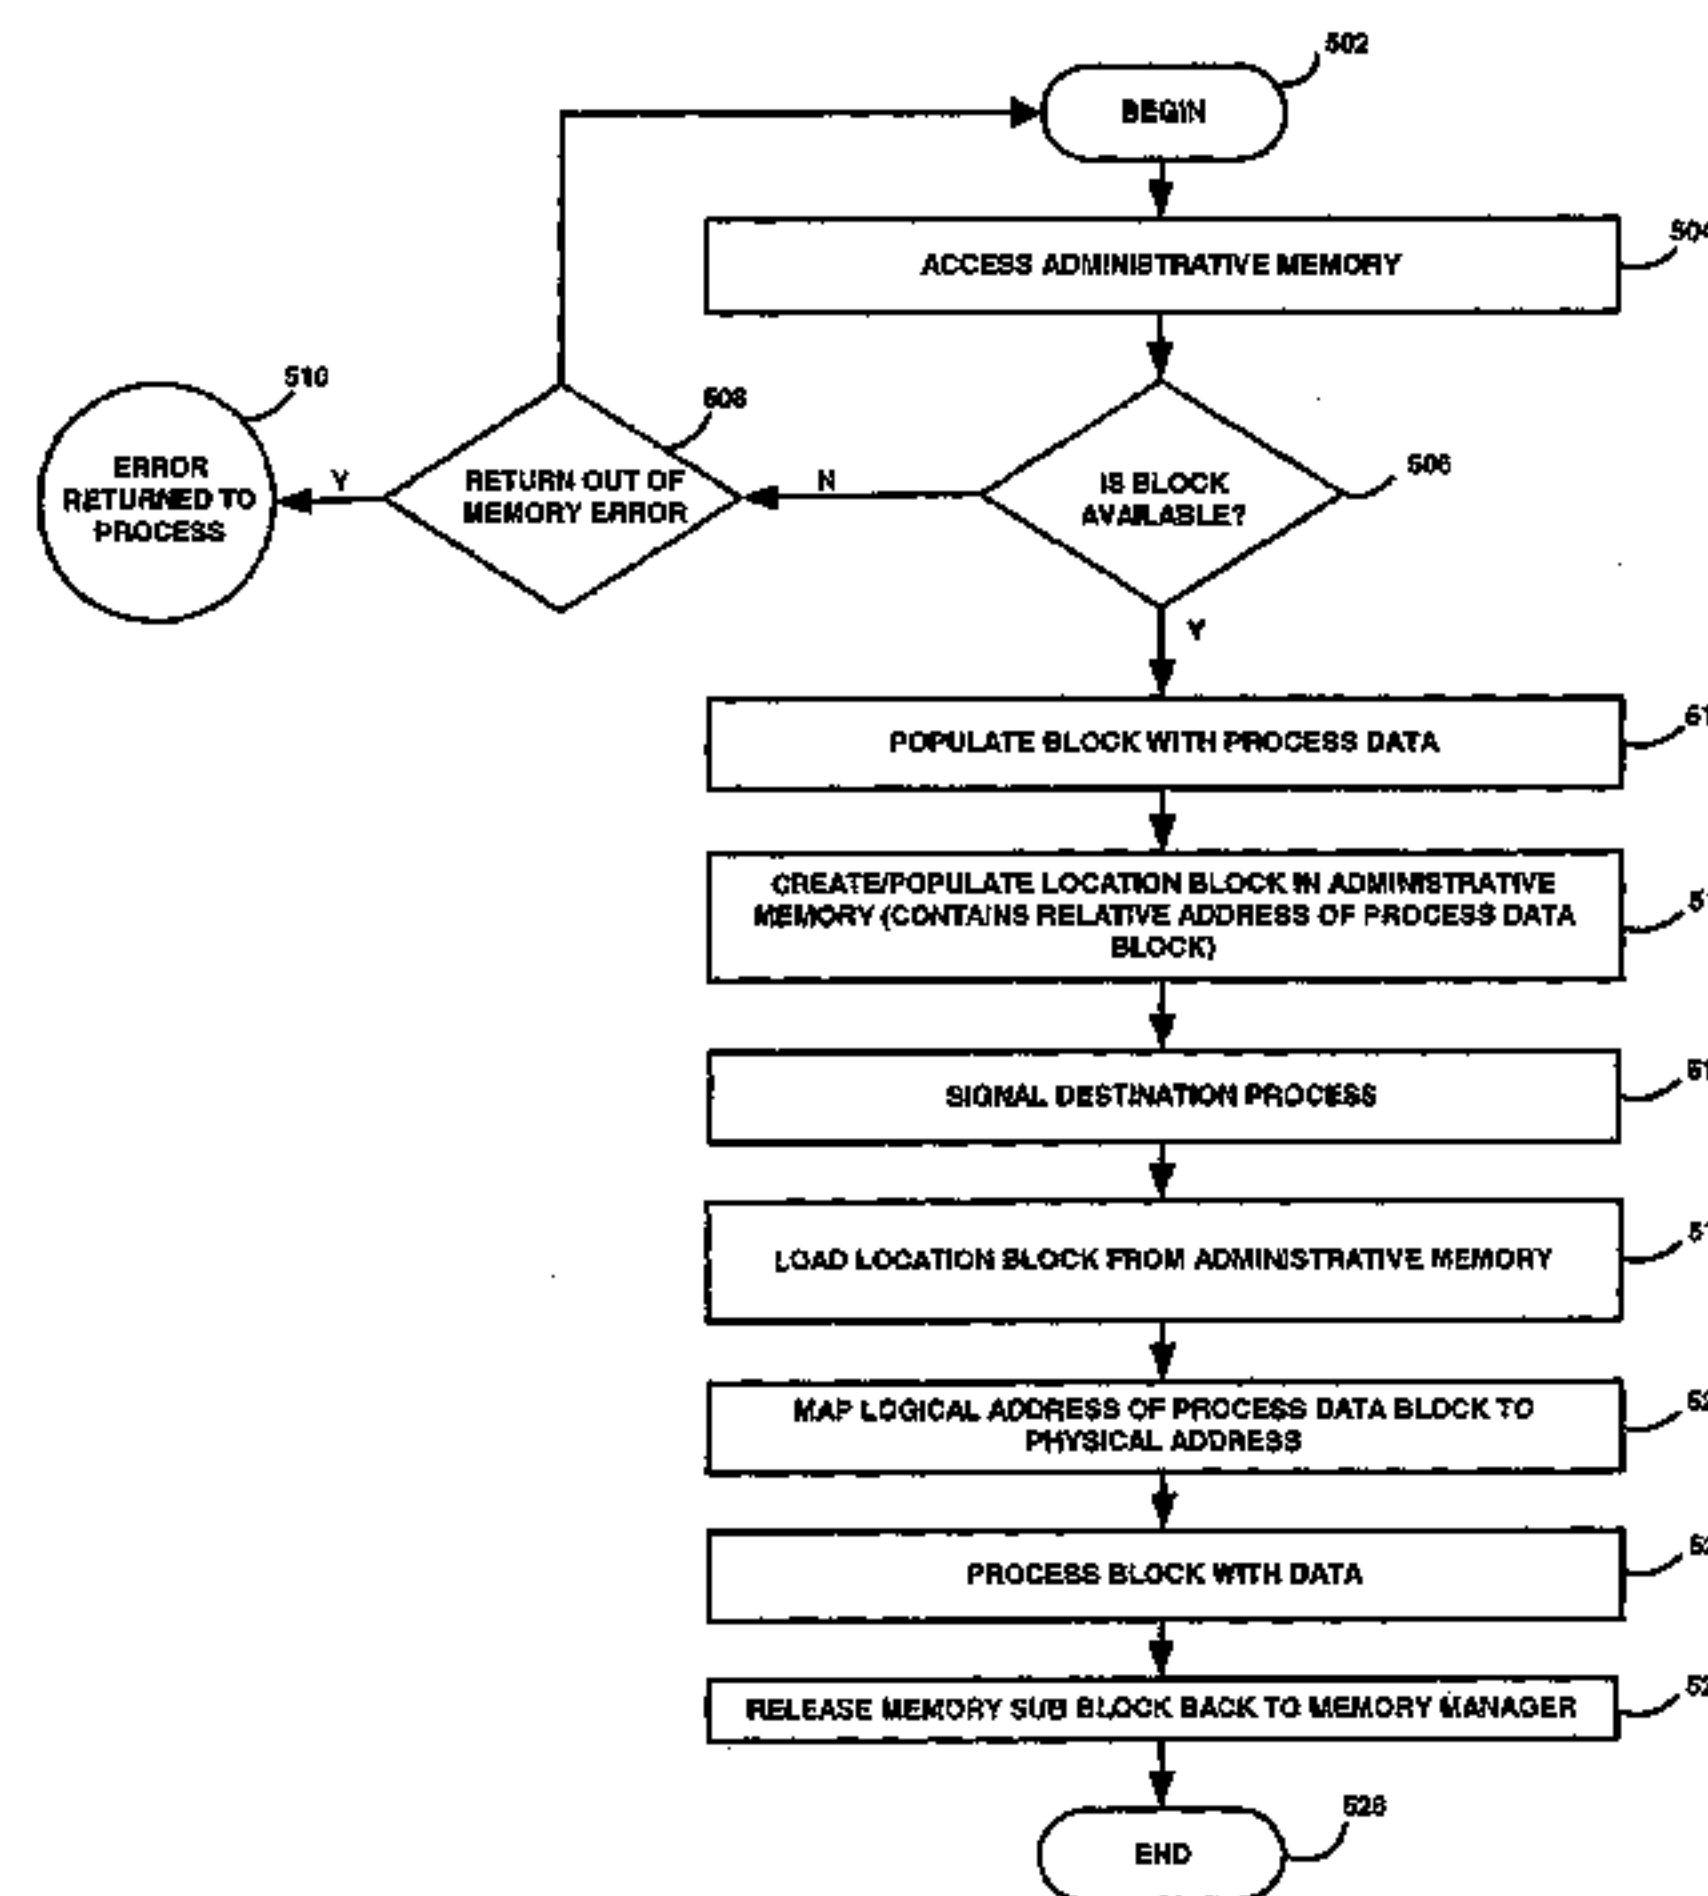 502
BEGIN
504
ACCESS ADMINISTRATIVE MEMORY
510
508
ERROR
RETURNED TO
PROCESS
Y
RETURN OUT OF
MEMORY ERROR
N
IS BLOCK
AVAILABLE?
506
Y
POPULATE BLOCK WITH PROCESS DATA
CREATE/POPULATE LOCATION BLOCK IN ADMINISTRATIVE
MEMORY (CONTAINS RELATIVE ADDRESS OF PROCESS DATA
BLOCK)
SIGNAL DESTINATION PROCESS
LOAD LOCATION BLOCK FROM ADMINISTRATIVE MEMORY
MAP LOGICAL ADDRESS OF PROCESS DATA BLOCK TO
PHYSICAL ADDRESS
PROCESS BLOCK WITH DATA
RELEASE MEMORY SUB BLOCK BACK TO MEMORY MANAGER
526
END